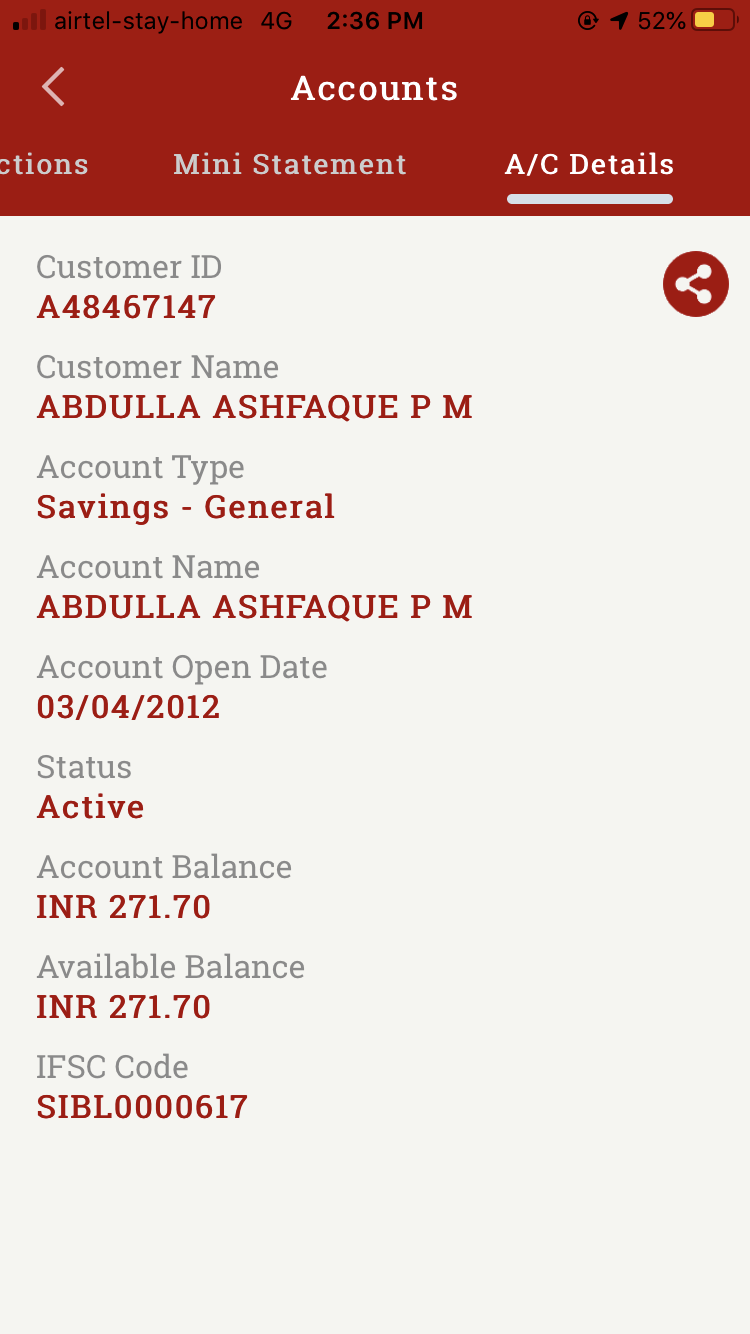 airtel-stay-home 4G 2:36 PM 52%
Accounts
ctions Mini Statement A/C Details
Customer ID
A48467147
Customer Name
ABDULLA ASHFAQUE P M
Account Type
Savings - General
Account Name
ABDULLA ASHFAQUE P M
Account Open Date
03/04/2012
Status
Active
Account Balance
INR 271.70
Available Balance
INR 271.70
IFSC Code
SIBL0000617